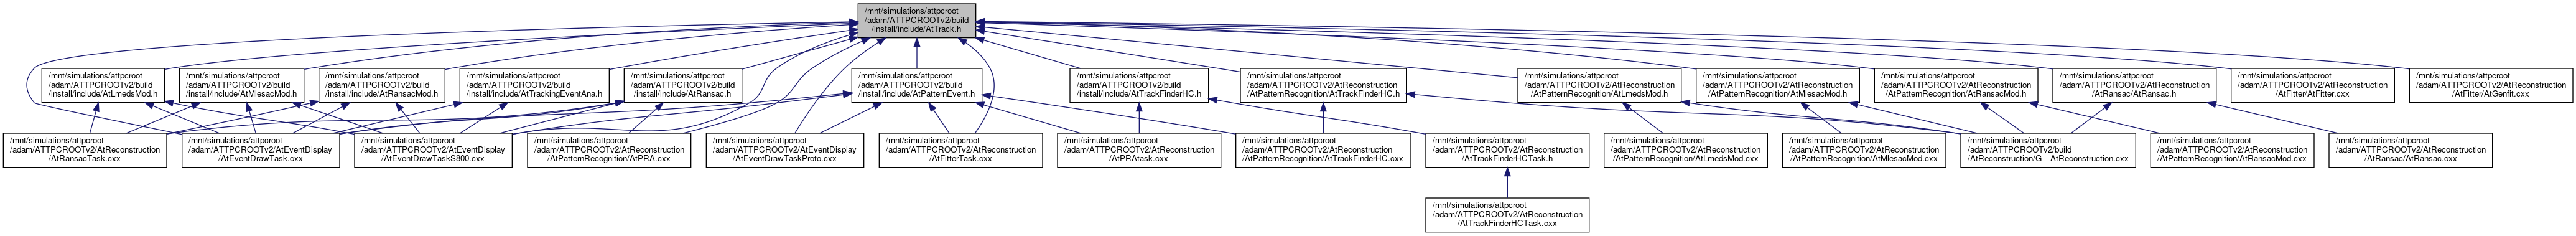 /mnt/simulations/attpcroot
/adam/ATTPCROOTv2/build
/install/include/AtTrack.h
/mnt/simulations/attpcroot
/adam/ATTPCROOTv2/build
/install/include/AtLmedsMod.h
/mnt/simulations/attpcroot
/adam/ATTPCROOTv2/build
/install/include/AtMlesacMod.h
/mnt/simulations/attpcroot
/adam/ATTPCROOTv2/build
/install/include/AtRansacMod.h
/mnt/simulations/attpcroot
/adam/ATTPCROOTv2/build
/install/include/AtTrackingEventAna.h
/mnt/simulations/attpcroot
/adam/ATTPCROOTv2/build
/install/include/AtRansac.h
/mnt/simulations/attpcroot
/adam/ATTPCROOTv2/build
/install/include/AtPatternEvent.h
/mnt/simulations/attpcroot
/adam/ATTPCROOTv2/build
/install/include/AtTrackFinderHC.h
/mnt/simulations/attpcroot
/adam/ATTPCROOTv2/AtReconstruction
/AtPatternRecognition/AtTrackFinderHC.h
/mnt/simulations/attpcroot
/adam/ATTPCROOTv2/AtReconstruction
/AtPatternRecognition/AtLmedsMod.h
/mnt/simulations/attpcroot
/adam/ATTPCROOTv2/AtReconstruction
/AtPatternRecognition/AtMlesacMod.h
/mnt/simulations/attpcroot
/adam/ATTPCROOTv2/AtReconstruction
/AtPatternRecognition/AtRansacMod.h
/mnt/simulations/attpcroot
/adam/ATTPCROOTv2/AtReconstruction
/AtRansac/AtRansac.h
/mnt/simulations/attpcroot
/adam/ATTPCROOTv2/AtReconstruction
/AtFitter/AtFitter.cxx
/mnt/simulations/attpcroot
/adam/ATTPCROOTv2/AtReconstruction
/AtFitter/AtGenfit.cxx
/mnt/simulations/attpcroot
/adam/ATTPCROOTv2/AtReconstruction
/AtRansacTask.cxx
/mnt/simulations/attpcroot
/adam/ATTPCROOTv2/AtEventDisplay
/AtEventDrawTask.cxx
/mnt/simulations/attpcroot
/adam/ATTPCROOTv2/AtEventDisplay
/AtEventDrawTaskS800.cxx
/mnt/simulations/attpcroot
/adam/ATTPCROOTv2/AtReconstruction
/AtPatternRecognition/AtPRA.cxx
/mnt/simulations/attpcroot
/adam/ATTPCROOTv2/AtEventDisplay
/AtEventDrawTaskProto.cxx
/mnt/simulations/attpcroot
/adam/ATTPCROOTv2/AtReconstruction
/AtFitterTask.cxx
/mnt/simulations/attpcroot
/adam/ATTPCROOTv2/AtReconstruction
/AtPRAtask.cxx
/mnt/simulations/attpcroot
/adam/ATTPCROOTv2/AtReconstruction
/AtPatternRecognition/AtTrackFinderHC.cxx
/mnt/simulations/attpcroot
/adam/ATTPCROOTv2/AtReconstruction
/AtTrackFinderHCTask.h
/mnt/simulations/attpcroot
/adam/ATTPCROOTv2/AtReconstruction
/AtPatternRecognition/AtLmedsMod.cxx
/mnt/simulations/attpcroot
/adam/ATTPCROOTv2/AtReconstruction
/AtPatternRecognition/AtMlesacMod.cxx
/mnt/simulations/attpcroot
/adam/ATTPCROOTv2/build
/AtReconstruction/G__AtReconstruction.cxx
/mnt/simulations/attpcroot
/adam/ATTPCROOTv2/AtReconstruction
/AtPatternRecognition/AtRansacMod.cxx
/mnt/simulations/attpcroot
/adam/ATTPCROOTv2/AtReconstruction
/AtRansac/AtRansac.cxx
/mnt/simulations/attpcroot
/adam/ATTPCROOTv2/AtReconstruction
/AtTrackFinderHCTask.cxx